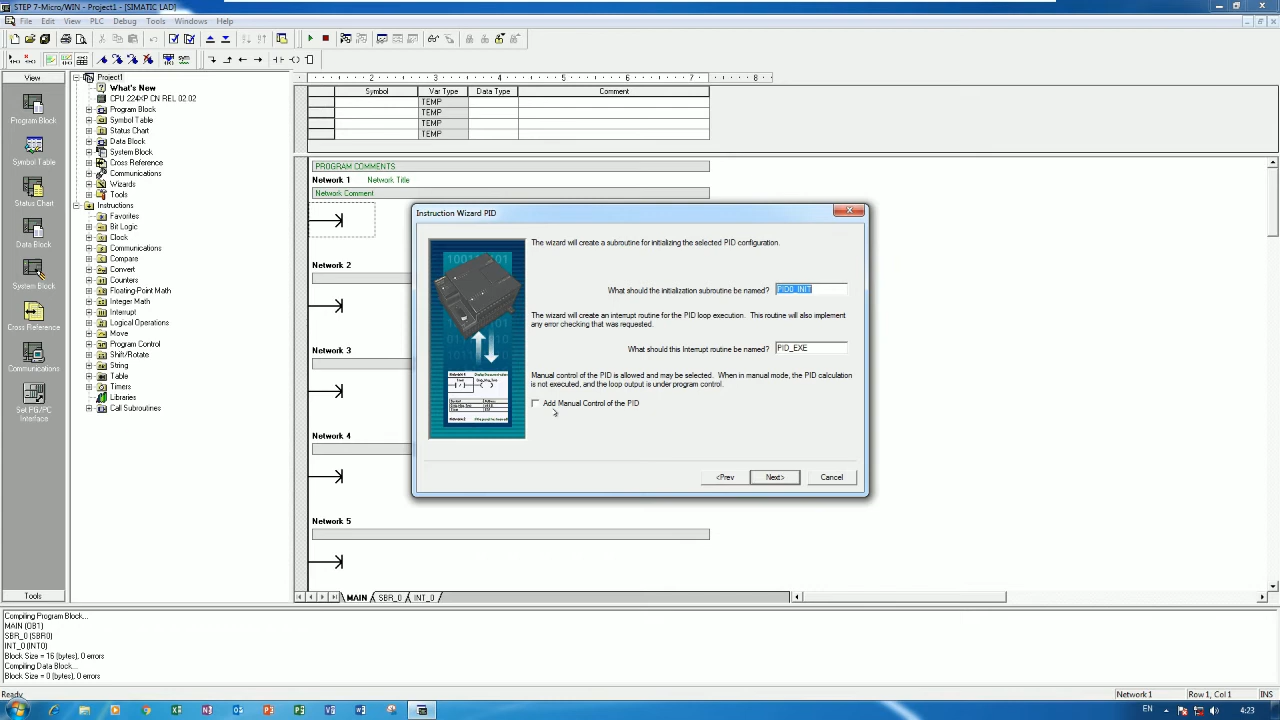 STEP 7-Micro/WIN - Project1 - [SIMATIC LAD]
File Edit View PLC Debug Tools Windows Help
View
Program Block
Symbol Table
Status Chart
Data Block
System Block
Cross Reference
Communications
Set PG/PC
Interface
Tools
Project1
What's New
CPU 224XP CN REL 02.02
Program Block
Symbol Table
Status Chart
Data Block
System Block
Cross Reference
Communications
Wizards
Tools
Instructions
Favorites
Bit Logic
Clock
Communications
Compare
Convert
Counters
Floating-Point Math
Integer Math
Interrupt
Logical Operations
Move
Program Control
Shift/Rotate
String
Table
Timers
Libraries
Call Subroutines
2 3 4 5 6 7 8
Symbol Var Type Data Type Comment
TEMP
TEMP
TEMP
TEMP
PROGRAM COMMENTS
Network 1 Network Title
Network Comment
Network 2
Network 3
Network 4
Network 5
Instruction Wizard PID
The wizard will create a subroutine for initializing the selected PID configuration.
What should the initialization subroutine be named? PID0_INIT
The wizard will create an interrupt routine for the PID loop execution. This routine will also implement
any error checking that was requested.
What should this Interrupt routine be named? PID_EXE
Manual control of the PID is allowed and may be selected. When in manual mode, the PID calculation
is not executed, and the loop output is under program control.
Add Manual Control of the PID
<Prev Next> Cancel
MAIN SBR_0 INT_0
Compiling Program Block...
MAIN (OB1)
SBR_0 (SBR0)
INT_0 (INT0)
Block Size = 16 (bytes), 0 errors
Compiling Data Block...
Block Size = 0 (bytes), 0 errors
Ready
Network 1 Row 1, Col 1 INS
EN 4:23